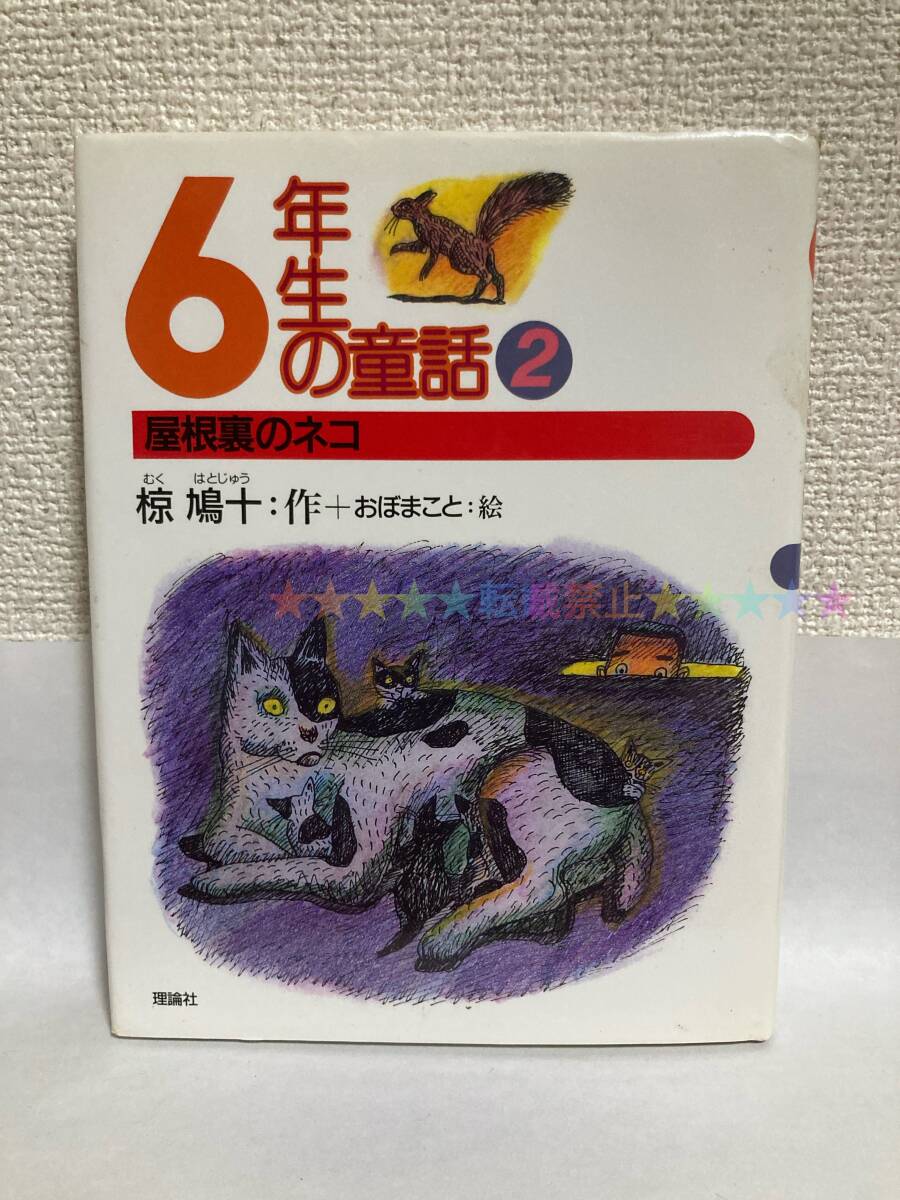 6年生の童話2
屋根裏のネコ
むく はとじゅう
椋 鳩十:作+おぼまこと:絵
★★★★★転載禁止★★★★★
理論社